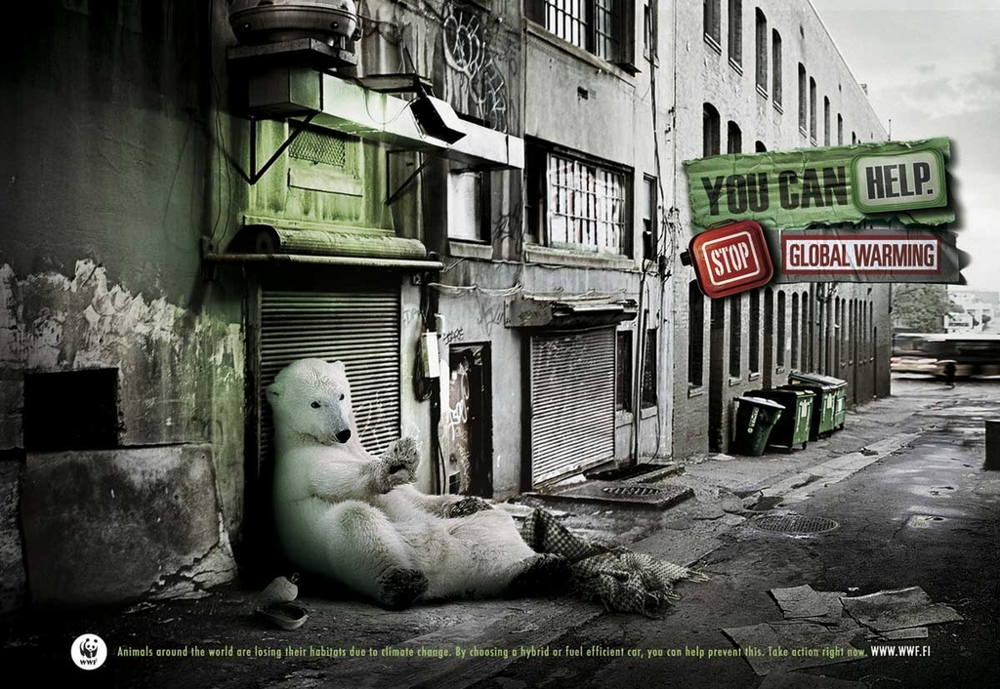 YOU CAN HELP.
STOP GLOBAL WARMING
WWF
Animals around the world are losing their habitats due to climate change. By choosing a hybrid or fuel efficient car, you can help prevent this. Take action right now. WWW.WWF.FI